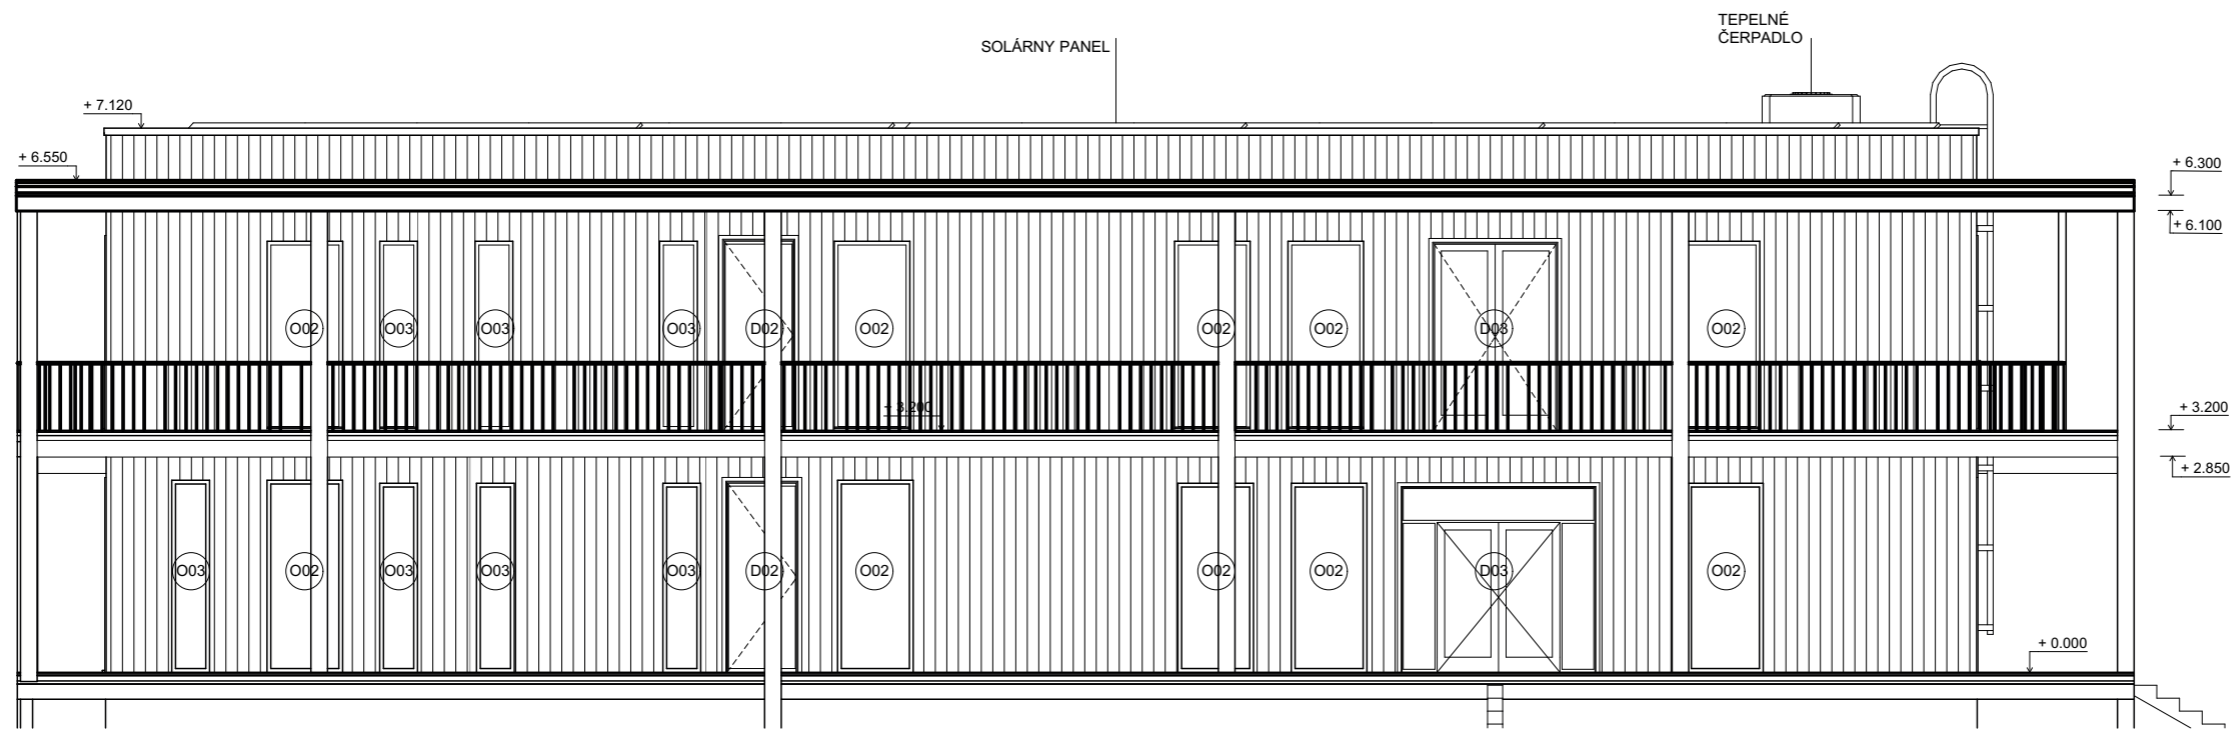 TEPELNÉ
ČERPADLO
SOLÁRNY PANEL
+ 7.120
+ 6.550
+ 6.300
+ 6.100
O02
O03
O03
O03
D02
O02
O02
O02
D03
O02
+ 3.200
+ 3.200
+ 2.850
O03
O02
O03
O03
O03
D02
O02
O02
O02
D03
O02
+ 0.000